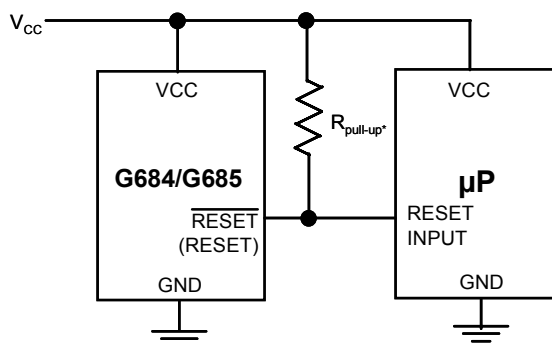 Vcc
VCC
G684/G685
RESET
(RESET)
GND
Rpull-up*
VCC
μP
RESET
INPUT
GND